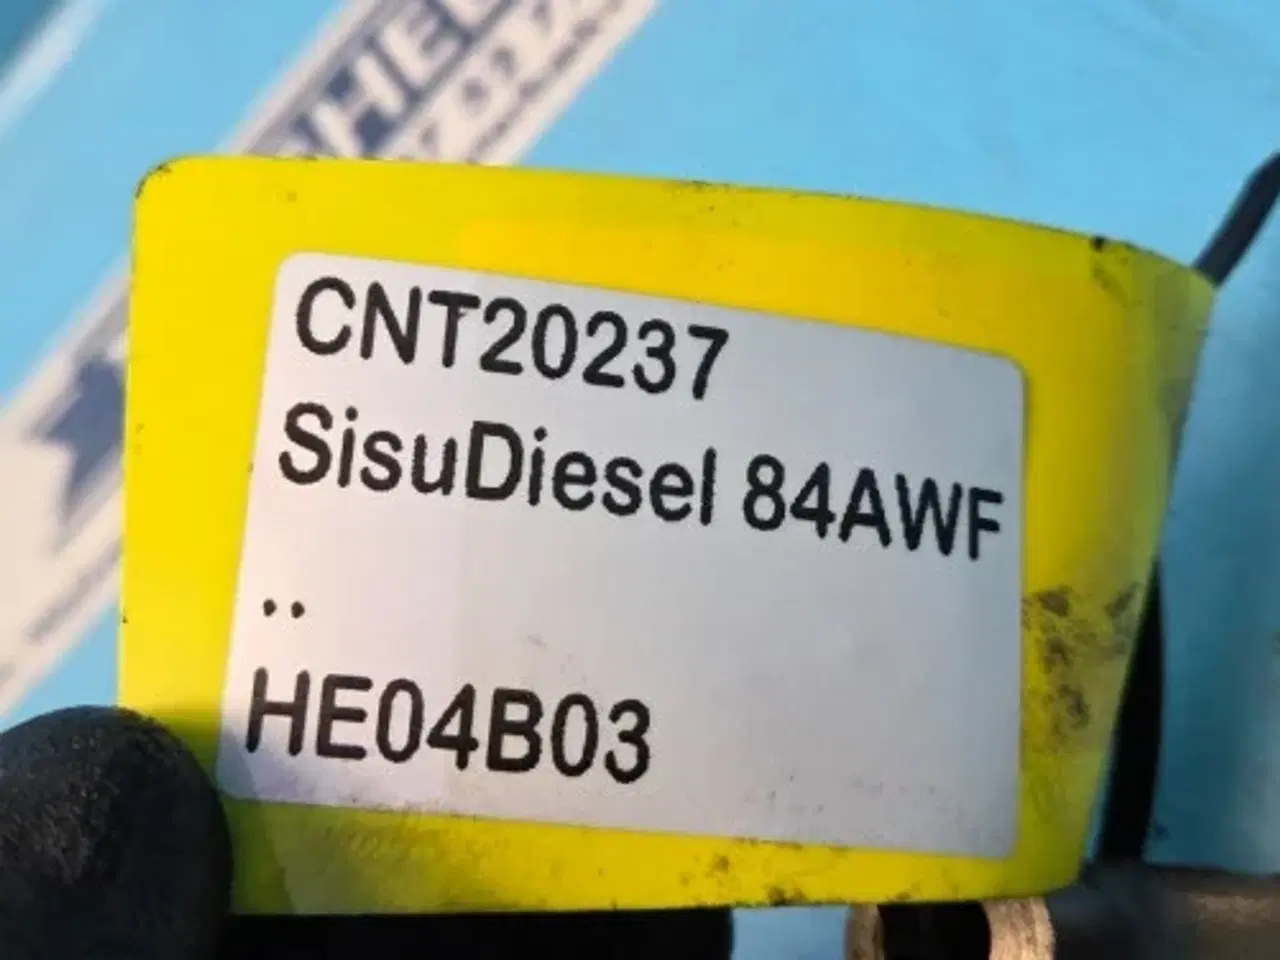 CNT20237
SisuDiesel 84AWF
..
HE04B03